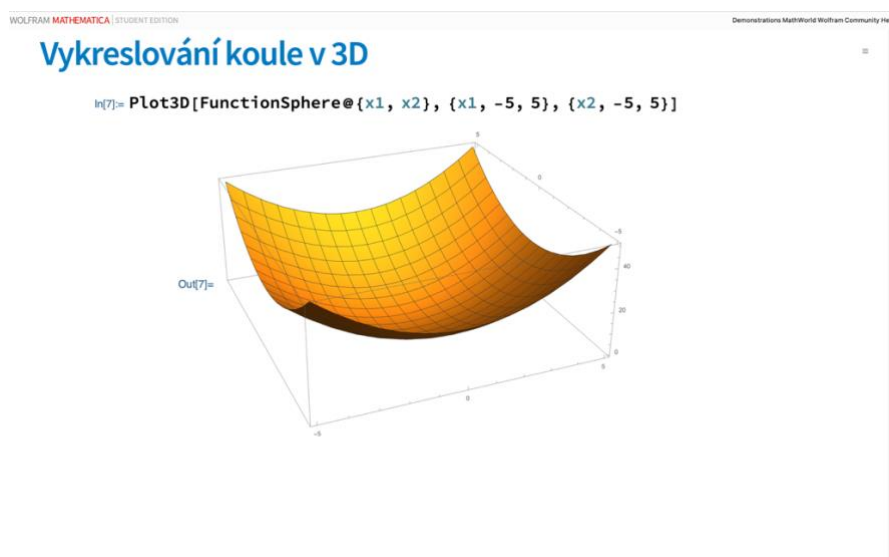 WOLFRAM MATHEMATICA | STUDENT EDITION
Demonstrations MathWorld Wolfram Community He
Vykreslování koule v 3D
In[7]:= Plot3D[FunctionSphere@{x1, x2}, {x1, -5, 5}, {x2, -5, 5}]
5
0
-5
40
20
0
5
0
-5
Out[7]=